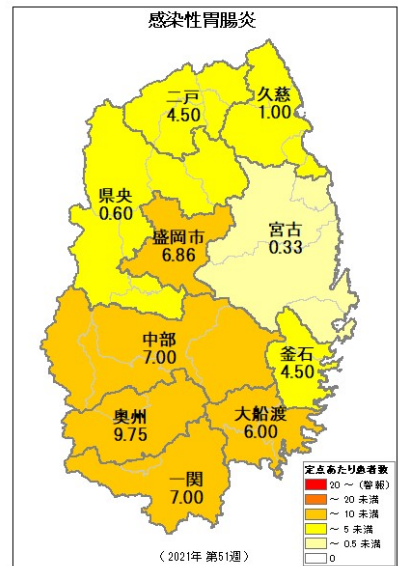 感染性胃腸炎
二戸
4.50
久慈
1.00
県央
0.60
盛岡市
6.86
宮古
0.33
中部
7.00
釜石
4.50
奥州
9.75
大船渡
6.00
一関
7.00
定点あたり患者数
20 ～ (警報)
～ 20 未満
～ 10 未満
～ 5 未満
～ 0.5 未満
0
（2021年 第51週）